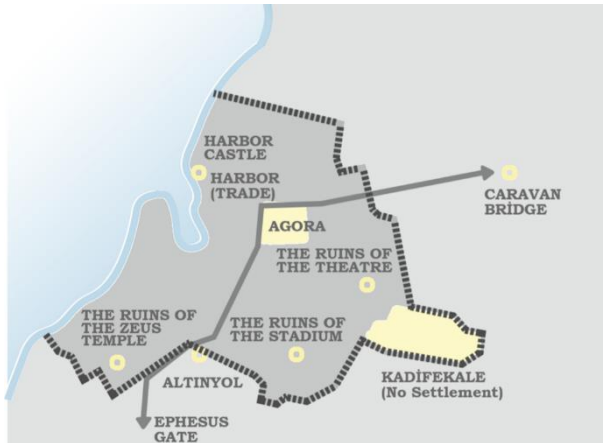 HARBOR
CASTLE
HARBOR
(TRADE)
CARAVAN
BRİDGE
AGORA
THE RUINS OF
THE THEATRE
THE RUINS OF
THE ZEUS
TEMPLE
THE RUINS OF
THE STADIUM
ALTINYOL
KADİFEKALE
(No Settlement)
EPHESUS
GATE